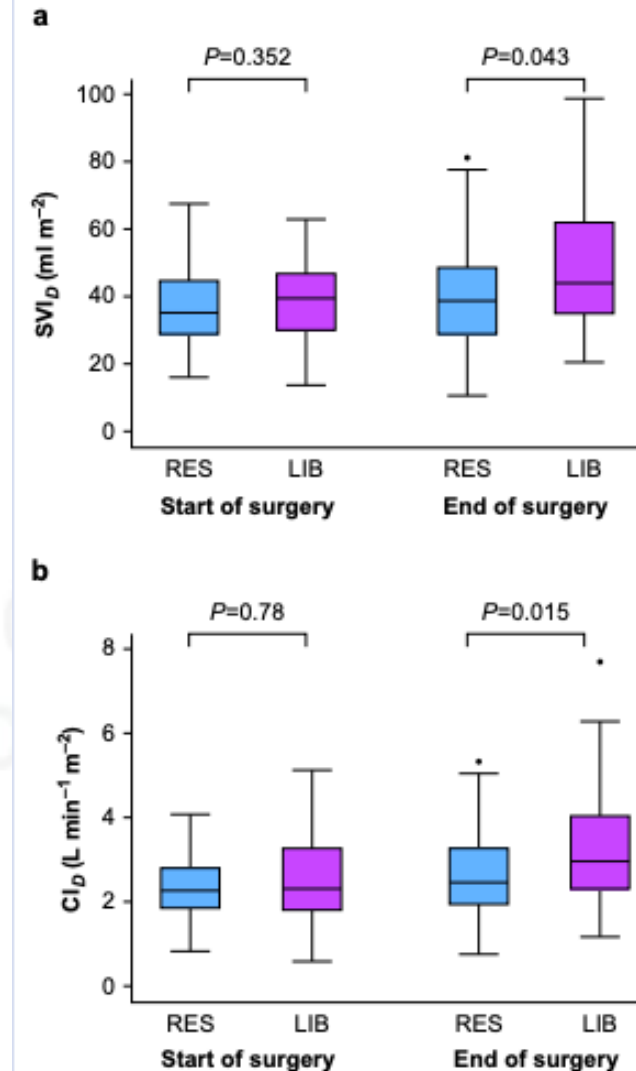 a
P=0.352
P=0.043
SVI_D (ml m⁻²)
100
80
60
40
20
0
RES
LIB
RES
LIB
Start of surgery
End of surgery
b
P=0.78
P=0.015
CI_D (L min⁻¹ m⁻²)
8
6
4
2
0
RES
LIB
RES
LIB
Start of surgery
End of surgery